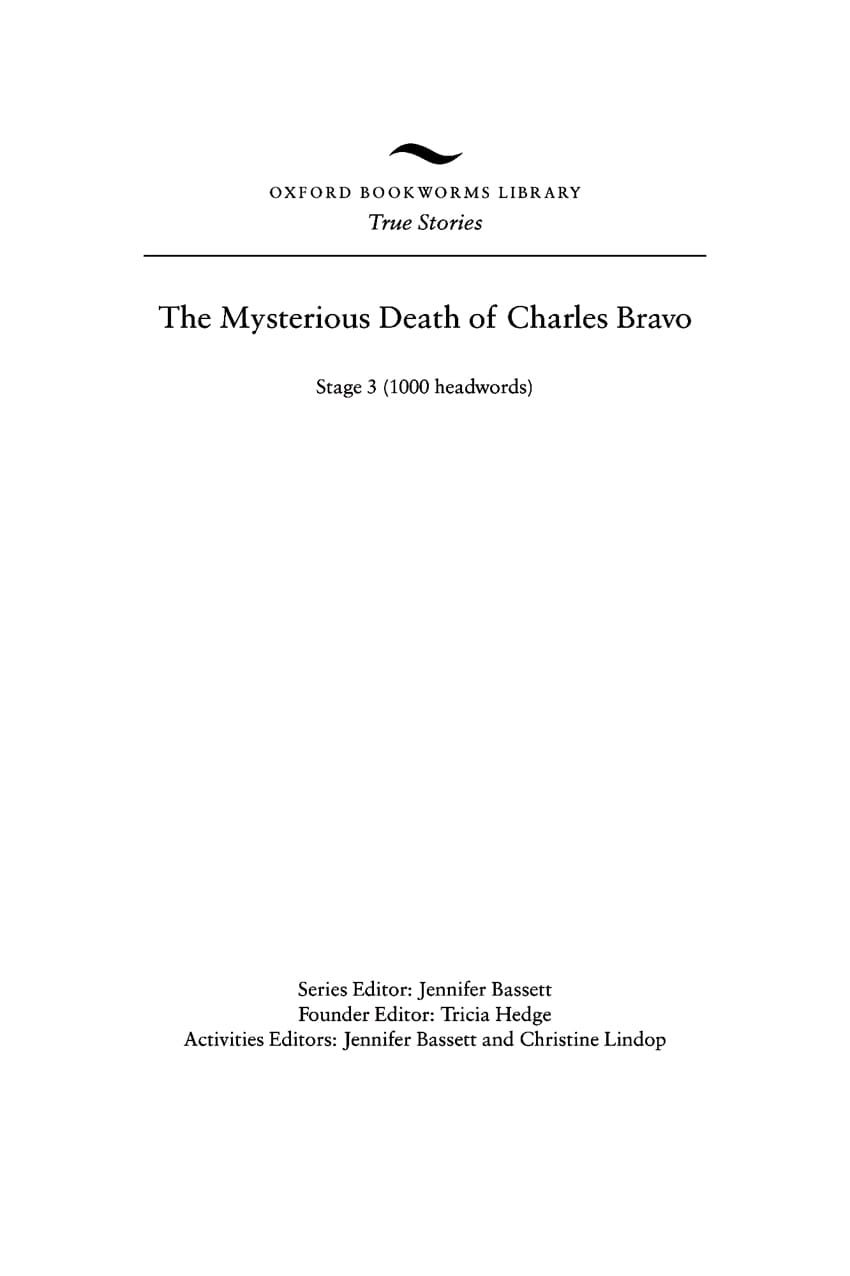 OXFORD BOOKWORMS LIBRARY
True Stories
The Mysterious Death of Charles Bravo
Stage 3 (1000 headwords)
Series Editor: Jennifer Bassett
Founder Editor: Tricia Hedge
Activities Editors: Jennifer Bassett and Christine Lindop